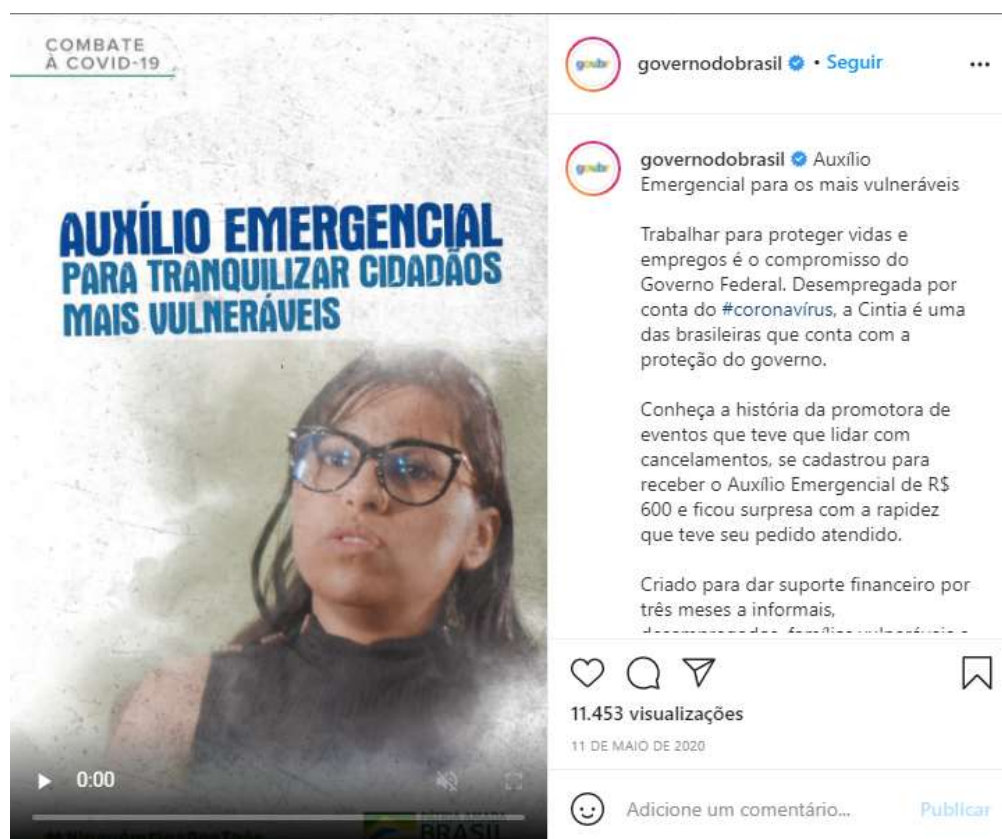 COMBATE
À COVID-19
AUXÍLIO EMERGENCIAL
PARA TRANQUILIZAR CIDADÃOS
MAIS VULNERÁVEIS
0:00
PÁTRIA AMADA
BRASIL
govbr
governodobrasil • Seguir
govbr
governodobrasil Auxílio
Emergencial para os mais vulneráveis
Trabalhar para proteger vidas e
empregos é o compromisso do
Governo Federal. Desempregada por
conta do #coronavírus, a Cintia é uma
das brasileiras que conta com a
proteção do governo.
Conheça a história da promotora de
eventos que teve que lidar com
cancelamentos, se cadastrou para
receber o Auxílio Emergencial de R$
600 e ficou surpresa com a rapidez
que teve seu pedido atendido.
Criado para dar suporte financeiro por
três meses a informais,
11.453 visualizações
11 DE MAIO DE 2020
Adicione um comentário...
Publicar